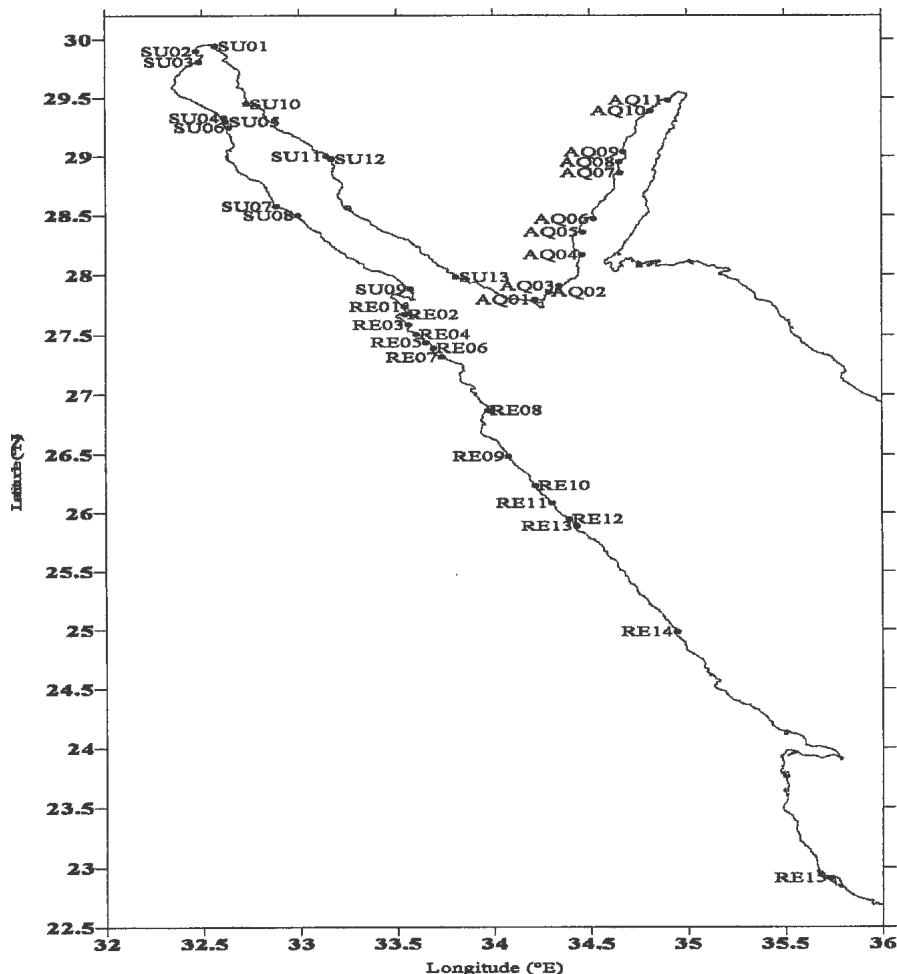 30
SU01
SU02
SU03
29.5
AQ11
SU10
AQ10
SU04
SU05
SU06
29
SU11
SU12
AQ09
AQ08
AQ07
28.5
SU07
SU08
AQ06
AQ05
AQ04
28
SU13
SU09
AQ03
AQ02
AQ01
RE01
RE02
27.5
RE03
RE04
RE05
RE06
RE07
27
RE08
26.5
RE09
RE10
26
RE11
RE12
RE13
25.5
25
RE14
24.5
24
23.5
23
RE15
22.5
32
32.5
33
33.5
34
34.5
35
35.5
36
Latitude (°N)
Longitude (°E)